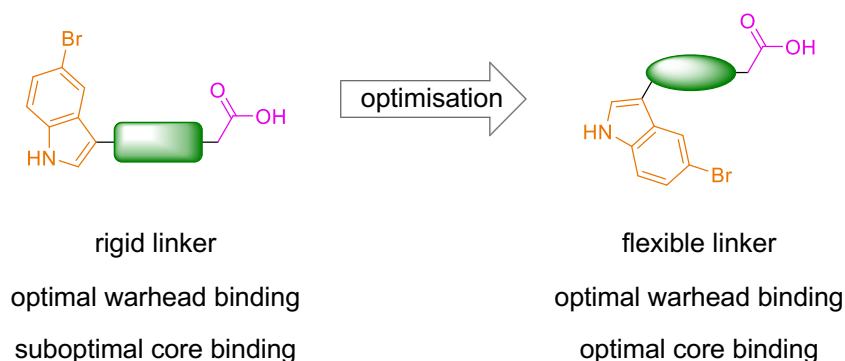 Br
O
OH
HN
optimisation
O
OH
HN
Br
rigid linker
optimal warhead binding
suboptimal core binding
flexible linker
optimal warhead binding
optimal core binding